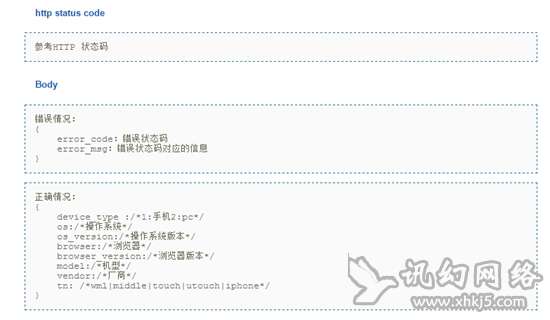 http status code
参考HTTP 状态码
Body
错误情况:
{
error_code: 错误状态码
error_msg: 错误状态码对应的信息
}
正确情况:
{
device_type :/*1:手机2:pc*/
os:/*操作系统*/
os_version:/*操作系统版本*/
browser:/*浏览器*/
browser_version:/*浏览器版本*/
model:/*机型*/
vendor:/*厂商*/
tn: /*wml|middle|touch|utouch|iphone*/
}
讯幻网络
www.xhkj5.com